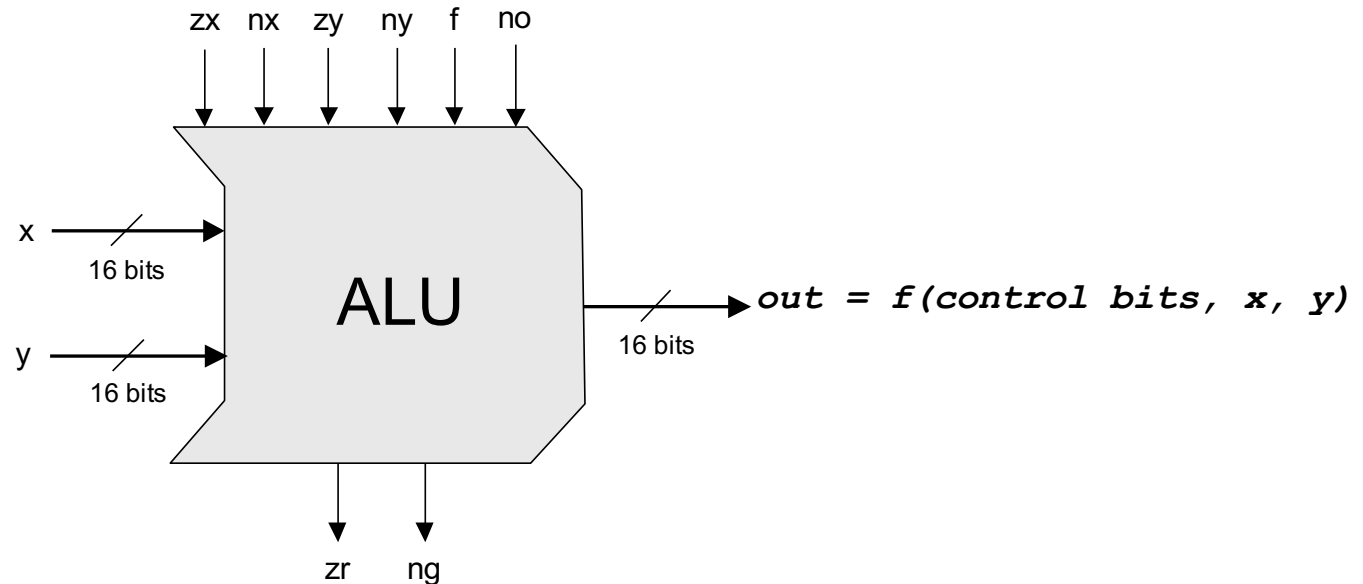 zx nx zy ny f no
x
16 bits
ALU
out = f(control bits, x, y)
16 bits
y
16 bits
zr ng